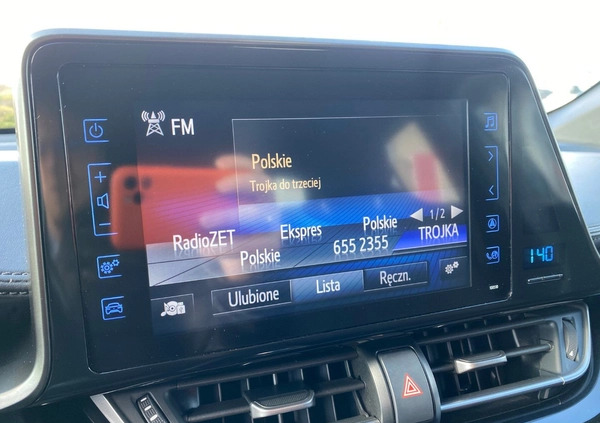 FM
Polskie
Trojka do trzeciej
1/2
RadioZET Ekspres Polskie
Polskie 655 2355 TROJKA
Ulubione Lista Ręczn.
140